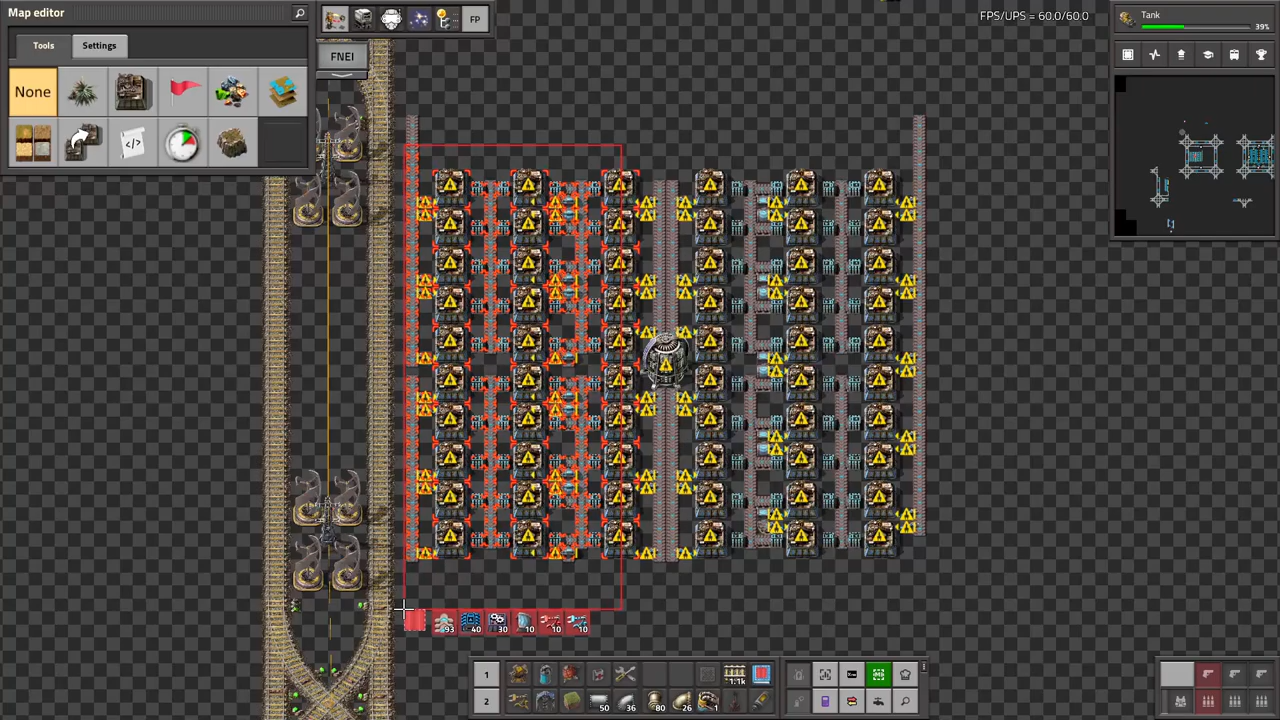 Map editor
Tools
Settings
None
FP
FNEI
FPS/UPS = 60.0/60.0
Tank
39%
93
40
30
10
10
10
1
1.1k
2
50
36
80
26
1